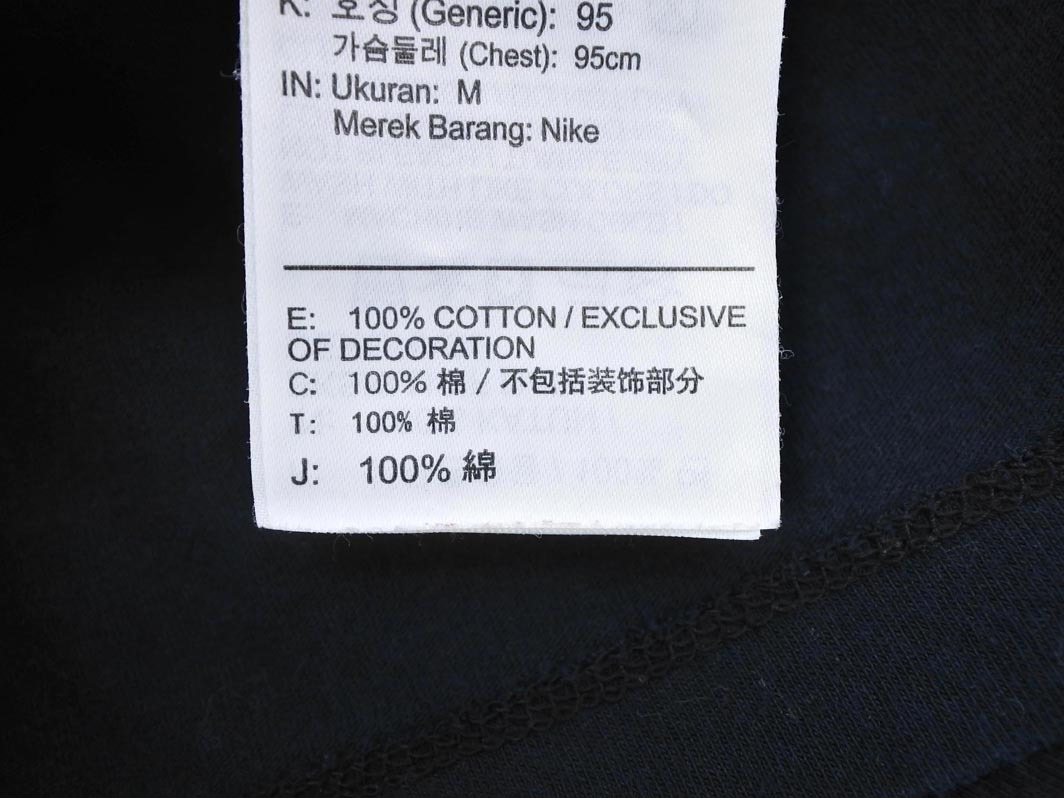 K: 호칭 (Generic): 95
가슴둘레 (Chest): 95cm
IN: Ukuran: M
Merek Barang: Nike
E: 100% COTTON / EXCLUSIVE
OF DECORATION
C: 100% 棉 / 不包括装饰部分
T: 100% 棉
J: 100% 綿